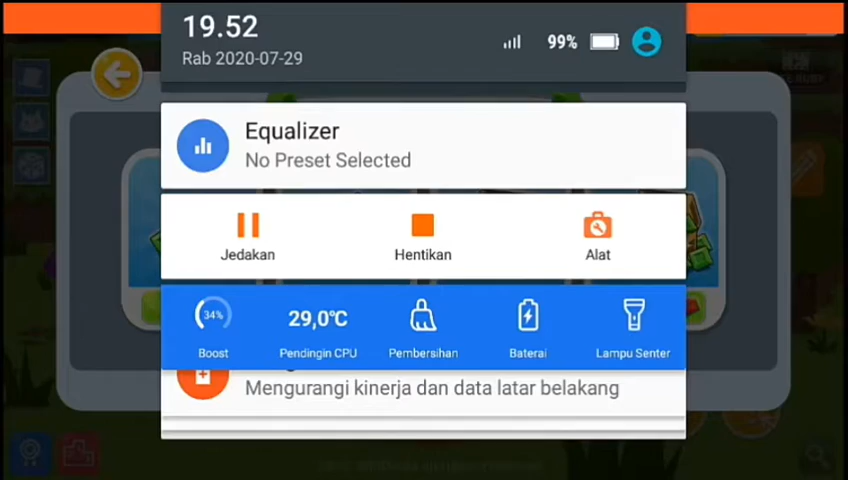 19.52
Rab 2020-07-29
99%
Equalizer
No Preset Selected
Jedakan
Hentikan
Alat
34%
29,0°C
Boost
Pendingin CPU
Pembersihan
Baterai
Lampu Senter
Mengurangi kinerja dan data latar belakang